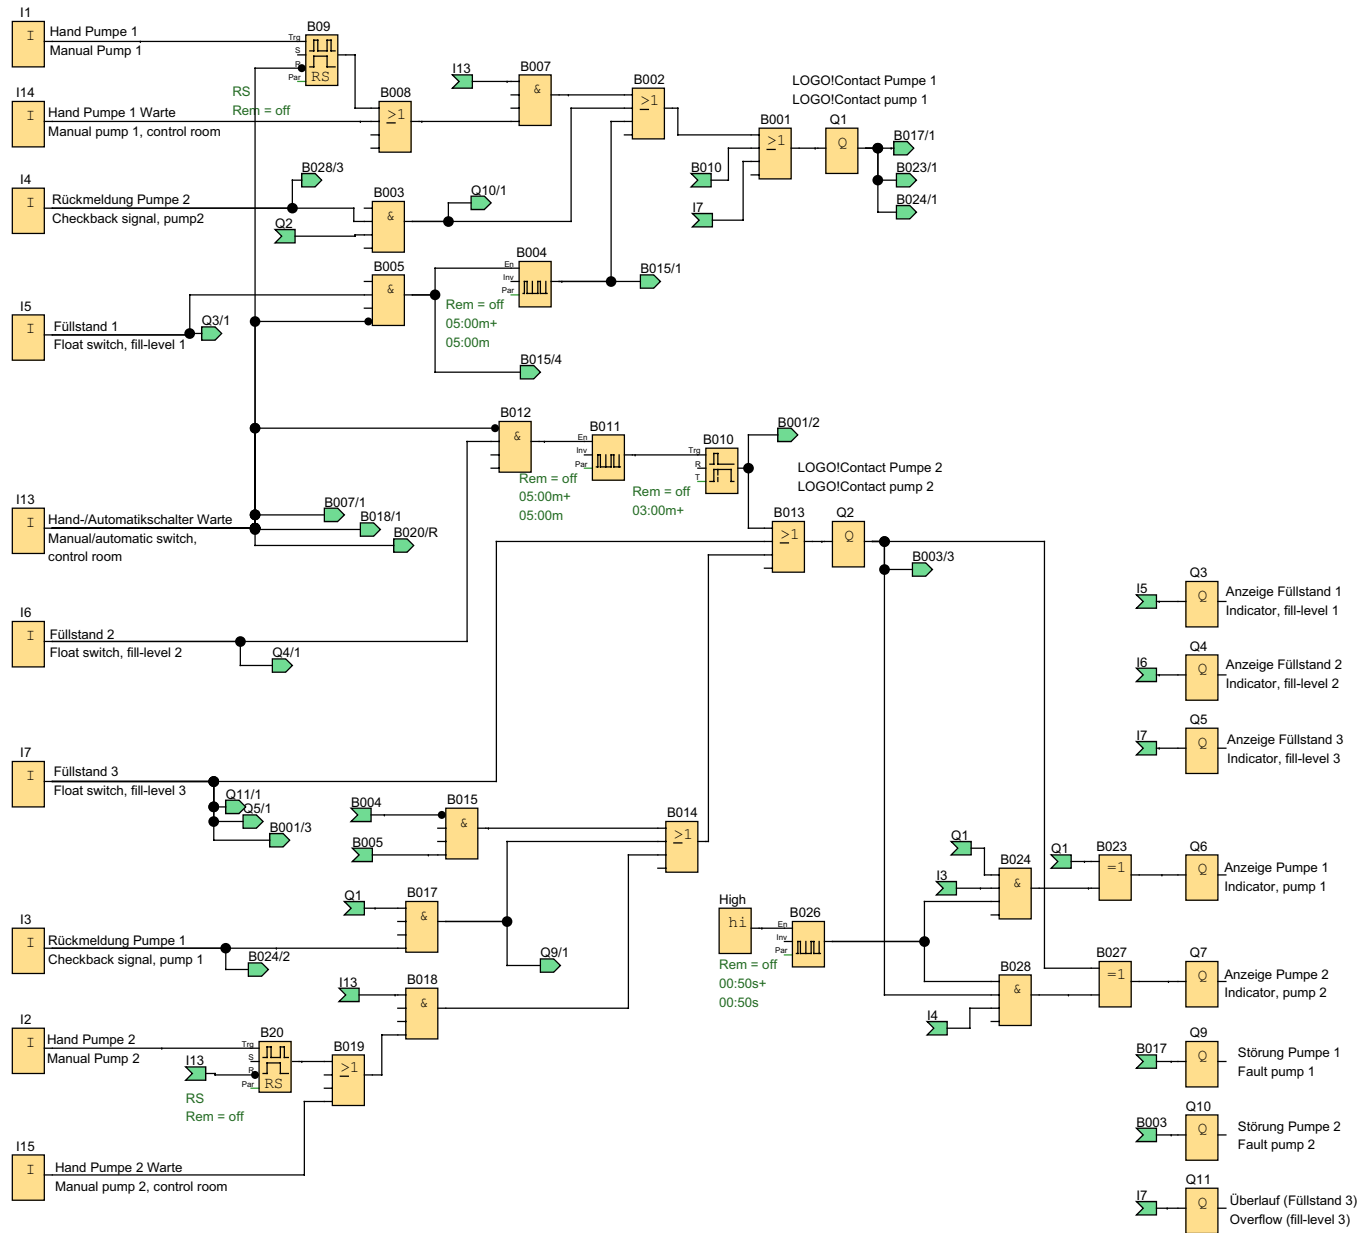 I1
I
Hand Pumpe 1
Manual Pump 1
B09
Trg
S
R
Par
RS
RS
Rem = off
I14
I
Hand Pumpe 1 Warte
Manual pump 1, control room
B008
>1
I13
B007
&
B002
>1
LOGO!Contact Pumpe 1
LOGO!Contact pump 1
B001
>1
Q1
Q
B017/1
B023/1
B024/1
B010
I7
I4
I
Rückmeldung Pumpe 2
Checkback signal, pump2
B028/3
Q2
B003
&
Q10/1
B005
&
B004
En
Inv
Par
Rem = off
05:00m+
05:00m
B015/1
B015/4
I5
I
Füllstand 1
Float switch, fill-level 1
Q3/1
B012
&
B011
En
Inv
Par
Rem = off
05:00m+
05:00m
B010
Trg
R
T
Rem = off
03:00m+
B001/2
LOGO!Contact Pumpe 2
LOGO!Contact pump 2
I13
I
Hand-/Automatikschalter Warte
Manual/automatic switch,
control room
B007/1
B018/1
B020/R
B013
>1
Q2
Q
B003/3
I6
I
Füllstand 2
Float switch, fill-level 2
Q4/1
I5
Q3
Q
Anzeige Füllstand 1
Indicator, fill-level 1
I6
Q4
Q
Anzeige Füllstand 2
Indicator, fill-level 2
I7
Q5
Q
Anzeige Füllstand 3
Indicator, fill-level 3
I7
I
Füllstand 3
Float switch, fill-level 3
Q11/1
Q5/1
B001/3
B004
B005
B015
&
B014
>1
I3
I
Rückmeldung Pumpe 1
Checkback signal, pump 1
B024/2
Q1
B017
&
Q9/1
High
hi
B026
En
Inv
Par
Rem = off
00:50s+
00:50s
Q1
I3
B024
&
Q1
B023
=1
Q6
Q
Anzeige Pumpe 1
Indicator, pump 1
I4
B028
&
B027
=1
Q7
Q
Anzeige Pumpe 2
Indicator, pump 2
I13
B018
&
I2
I
Hand Pumpe 2
Manual Pump 2
I13
B20
Trg
S
R
Par
RS
RS
Rem = off
B019
>1
B017
Q9
Q
Störung Pumpe 1
Fault pump 1
B003
Q10
Q
Störung Pumpe 2
Fault pump 2
I15
I
Hand Pumpe 2 Warte
Manual pump 2, control room
I7
Q11
Q
Überlauf (Füllstand 3)
Overflow (fill-level 3)